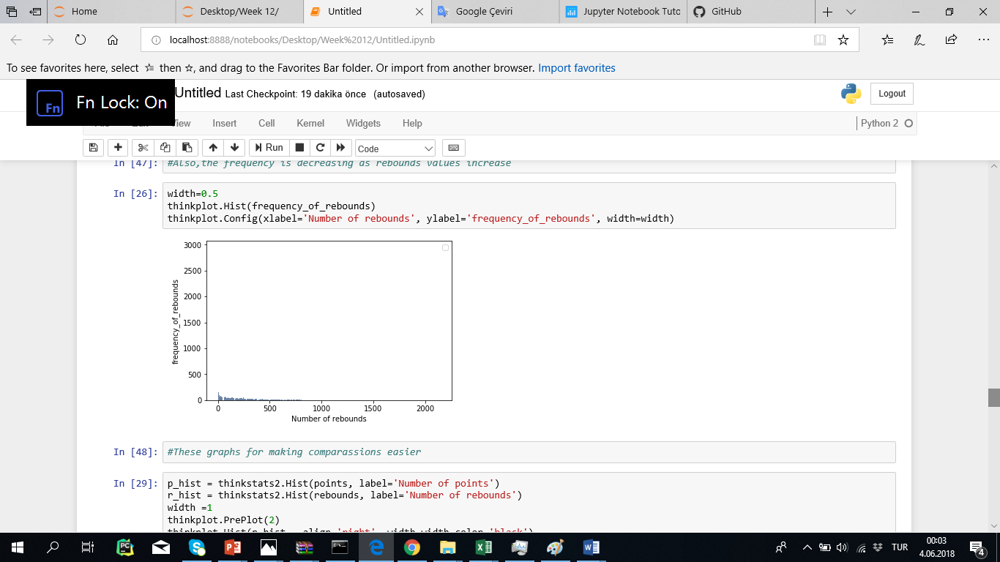 Home
Desktop/Week 12/
Untitled
Google Çeviri
Jupyter Notebook Tuto
GitHub
localhost:8888/notebooks/Desktop/Week%2012/Untitled.ipynb
To see favorites here, select ☆ then ☆, and drag to the Favorites Bar folder. Or import from another browser. Import favorites
Fn Fn Lock: On
Untitled Last Checkpoint: 19 dakika önce (autosaved)
Logout
View Insert Cell Kernel Widgets Help
Python 2
Run
Code
In [47]: #Also,the frequency is decreasing as rebounds values increase
In [26]: width=0.5
thinkplot.Hist(frequency_of_rebounds)
thinkplot.Config(xlabel='Number of rebounds', ylabel='frequency_of_rebounds', width=width)
3000
2500
2000
1500
1000
500
0
frequency_of_rebounds
0 500 1000 1500 2000
Number of rebounds
In [48]: #These graphs for making comparassions easier
In [29]: p_hist = thinkstats2.Hist(points, label='Number of points')
r_hist = thinkstats2.Hist(rebounds, label='Number of rebounds')
width =1
thinkplot.PrePlot(2)
TUR
00:03
4.06.2018
4